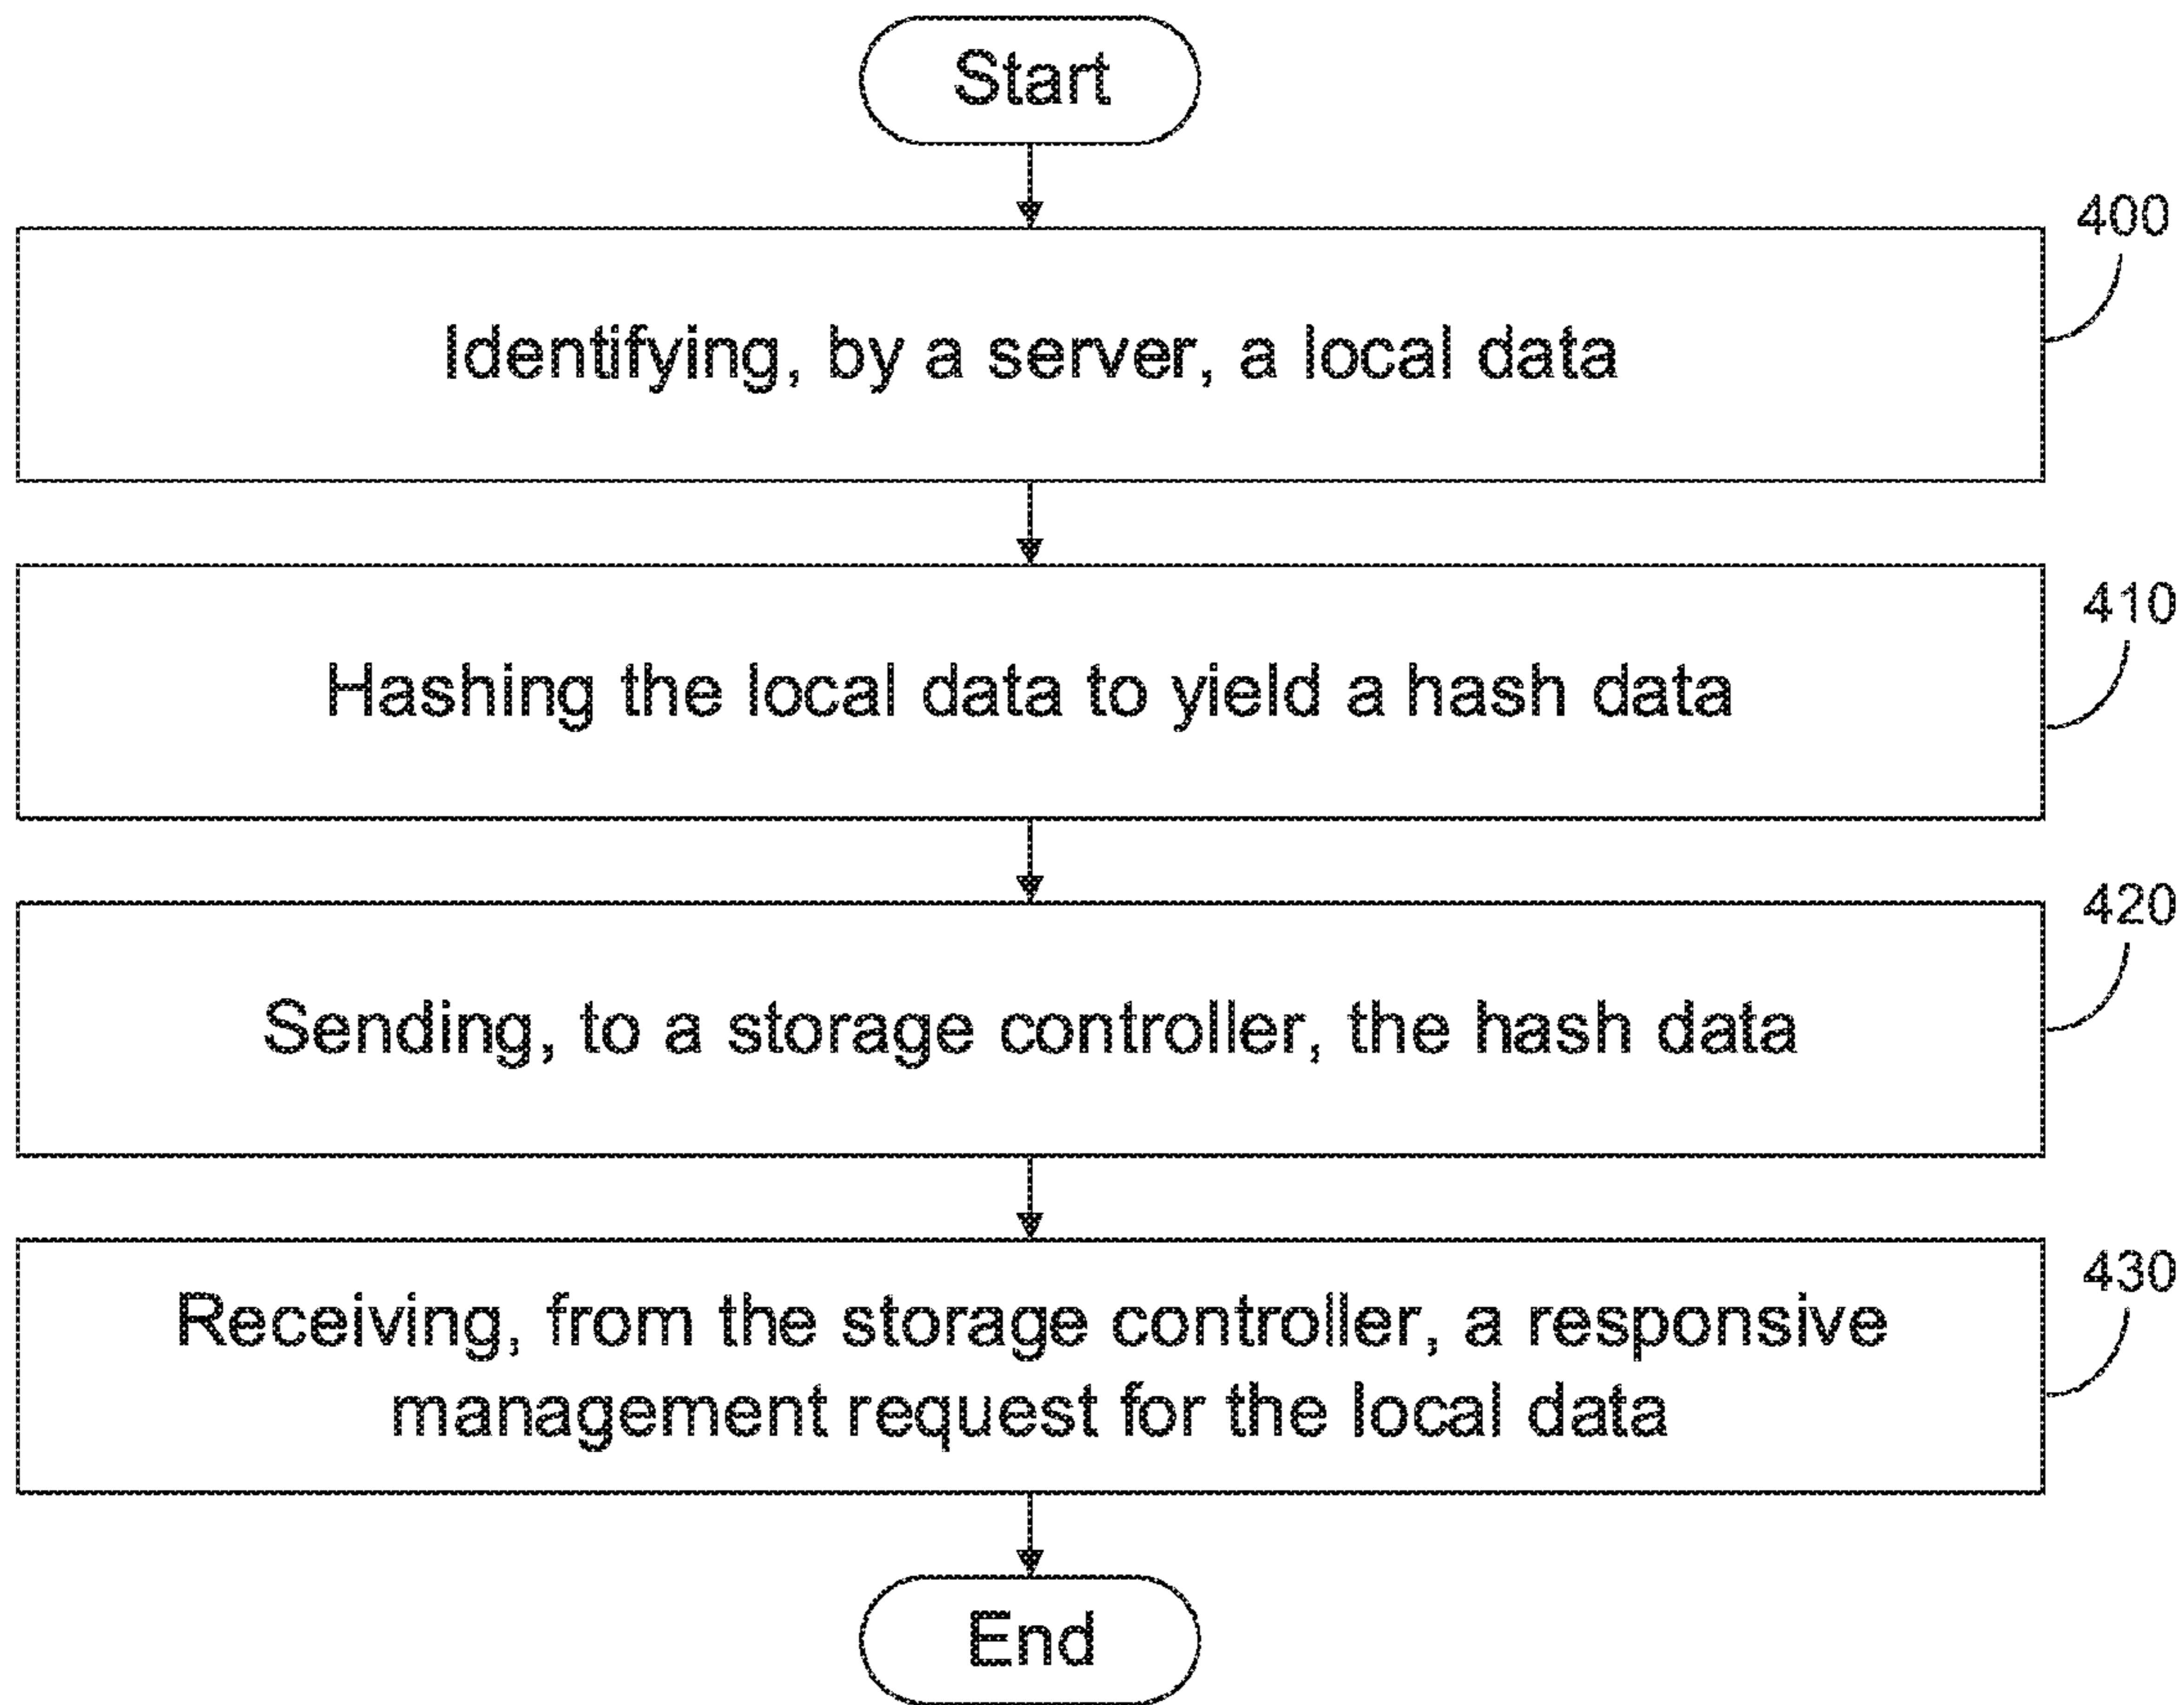 Start
400
Identifying, by a server, a local data
410
Hashing the local data to yield a hash data
420
Sending, to a storage controller, the hash data
430
Receiving, from the storage controller, a responsive
management request for the local data
End